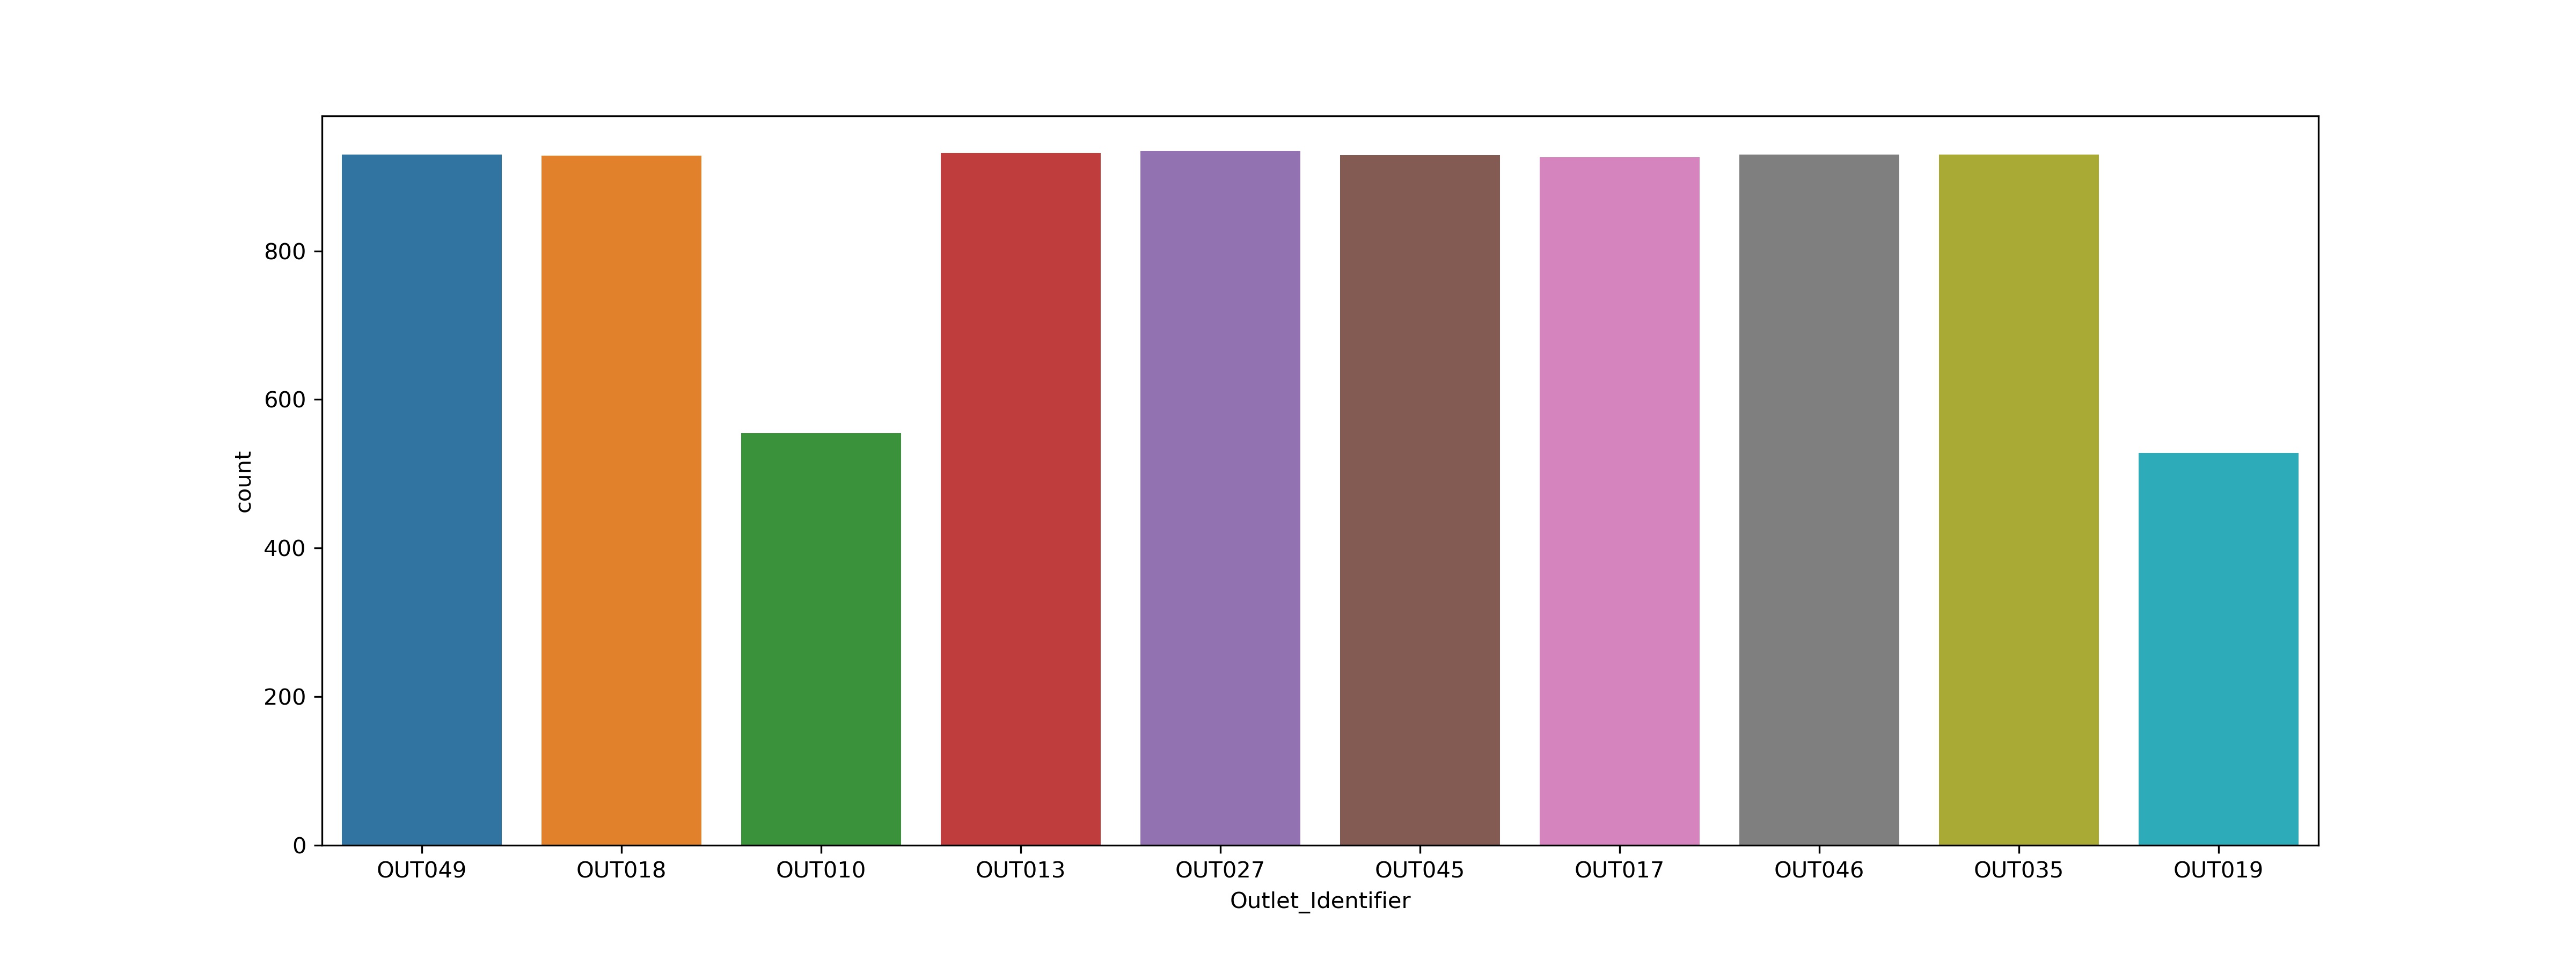 count
800
600
400
200
0
OUT049 OUT018 OUT010 OUT013 OUT027 OUT045 OUT017 OUT046 OUT035 OUT019
Outlet_Identifier